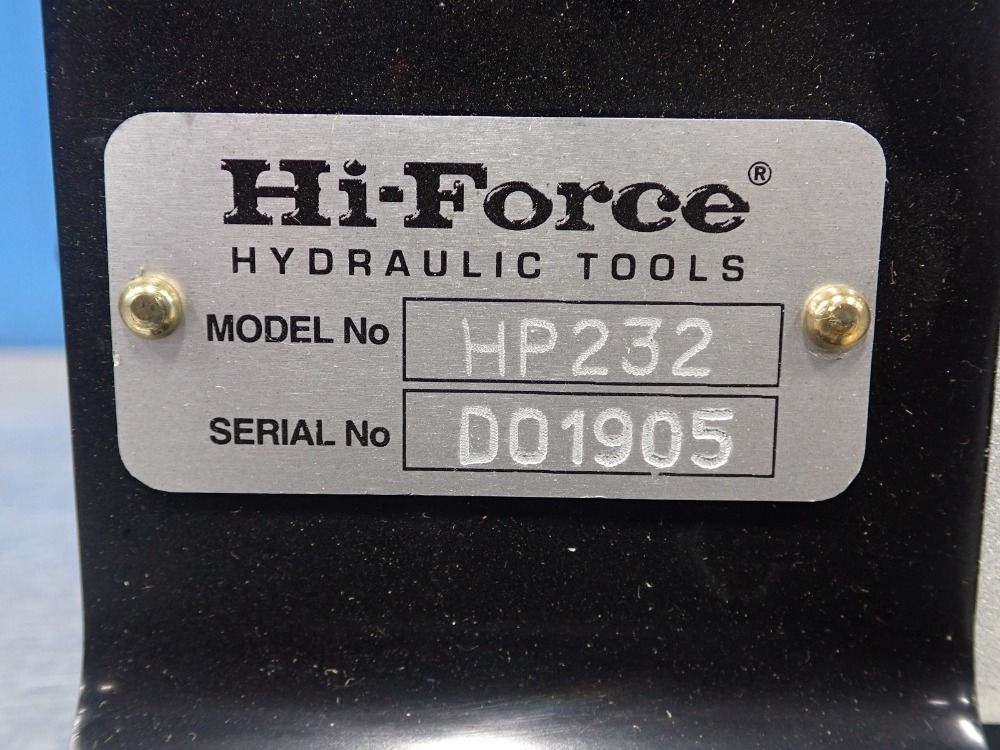 Hi-Force®
HYDRAULIC TOOLS
MODEL No HP232
SERIAL No D01905